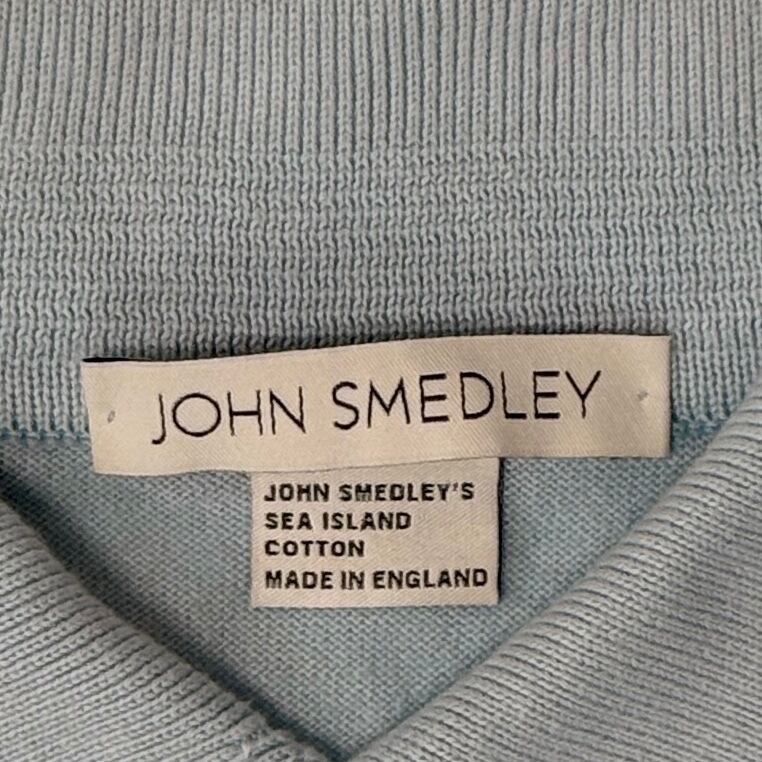 JOHN SMEDLEY
JOHN SMEDLEY'S
SEA ISLAND
COTTON
MADE IN ENGLAND